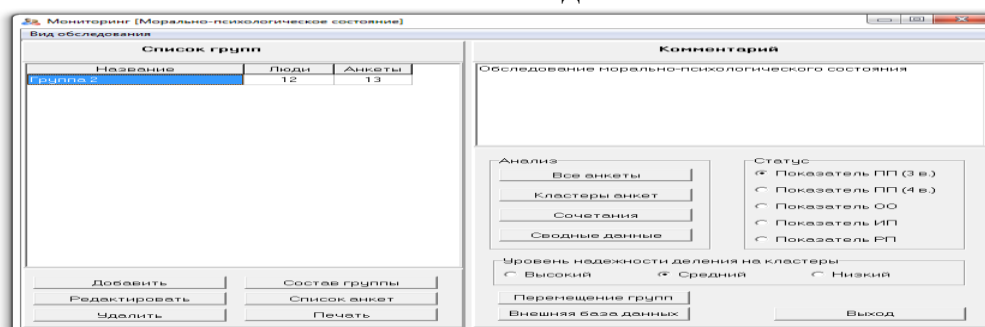 Мониторинг [Морально-психологическое состояние]
Вид обследования
Список групп
Название Люди Анкеты
Группа 2 12 13
Добавить Состав группы
Редактировать Список анкет
Удалить Печать
Комментарий
Обследование морально-психологического состояния
Анализ
Все анкеты
Кластеры анкет
Сочетания
Сводные данные
Статус
Показатель ПП (3 в.)
Показатель ПП (4 в.)
Показатель ОО
Показатель ИП
Показатель РП
Уровень надежности деления на кластеры
Высокий Средний Низкий
Перемещение групп
Внешняя база данных Выход